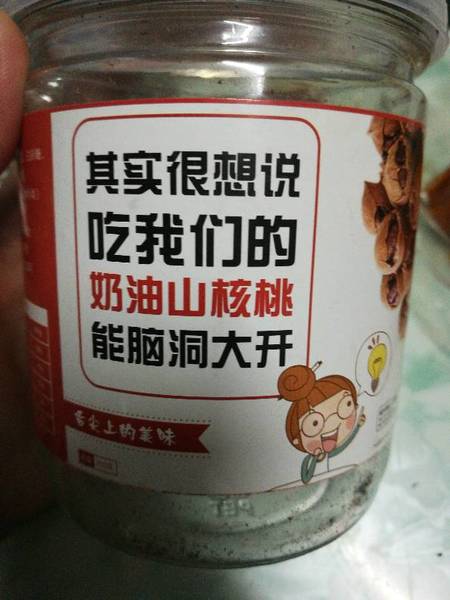 其实很想说
吃我们的
奶油山核桃
能脑洞大开
舌尖上的美味